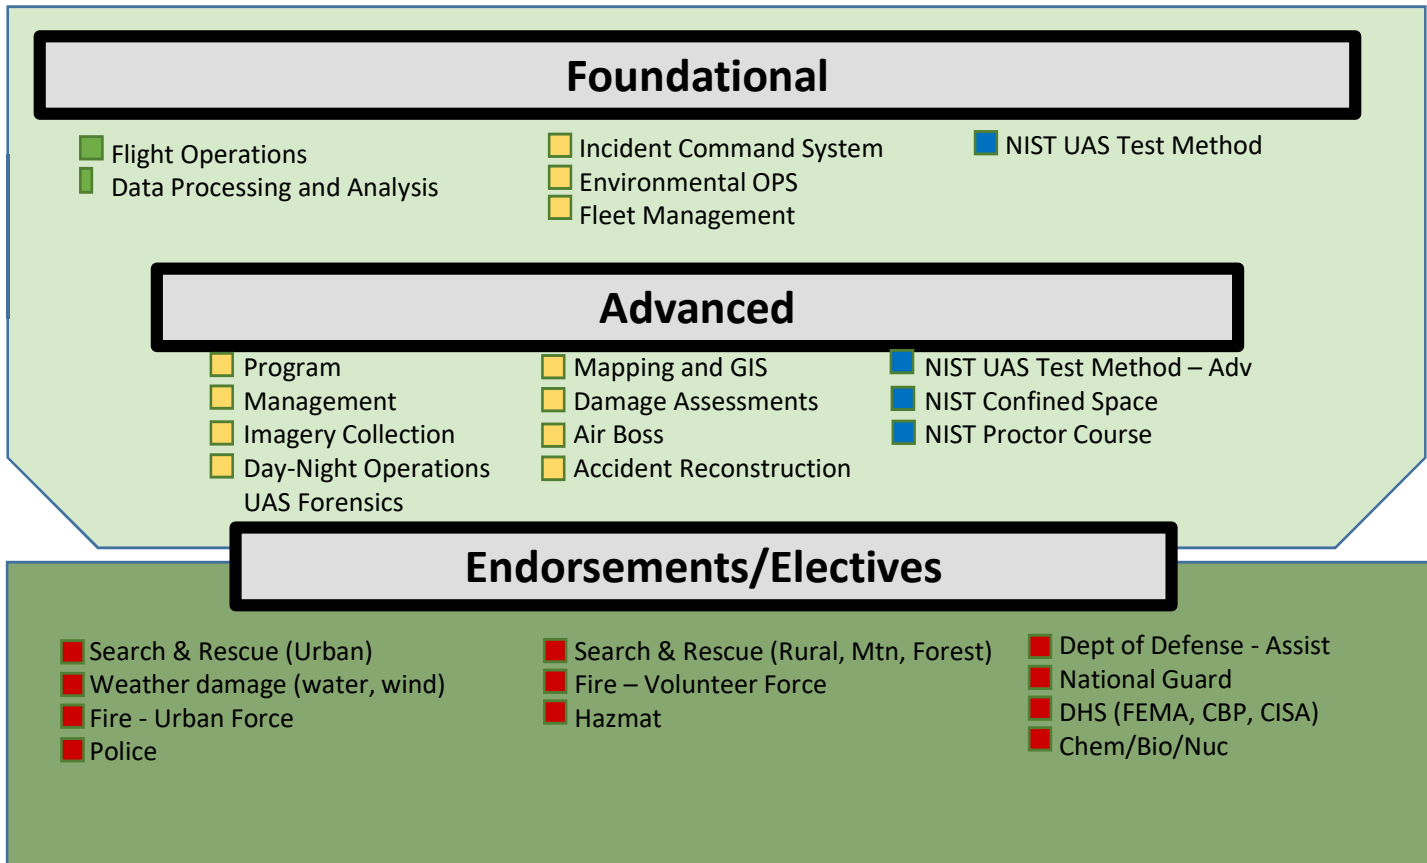 Foundational
Flight Operations
Data Processing and Analysis
Incident Command System
Environmental OPS
Fleet Management
NIST UAS Test Method
Advanced
Program
Management
Imagery Collection
Day-Night Operations
UAS Forensics
Mapping and GIS
Damage Assessments
Air Boss
Accident Reconstruction
NIST UAS Test Method – Adv
NIST Confined Space
NIST Proctor Course
Endorsements/Electives
Search & Rescue (Urban)
Weather damage (water, wind)
Fire - Urban Force
Police
Search & Rescue (Rural, Mtn, Forest)
Fire – Volunteer Force
Hazmat
Dept of Defense - Assist
National Guard
DHS (FEMA, CBP, CISA)
Chem/Bio/Nuc